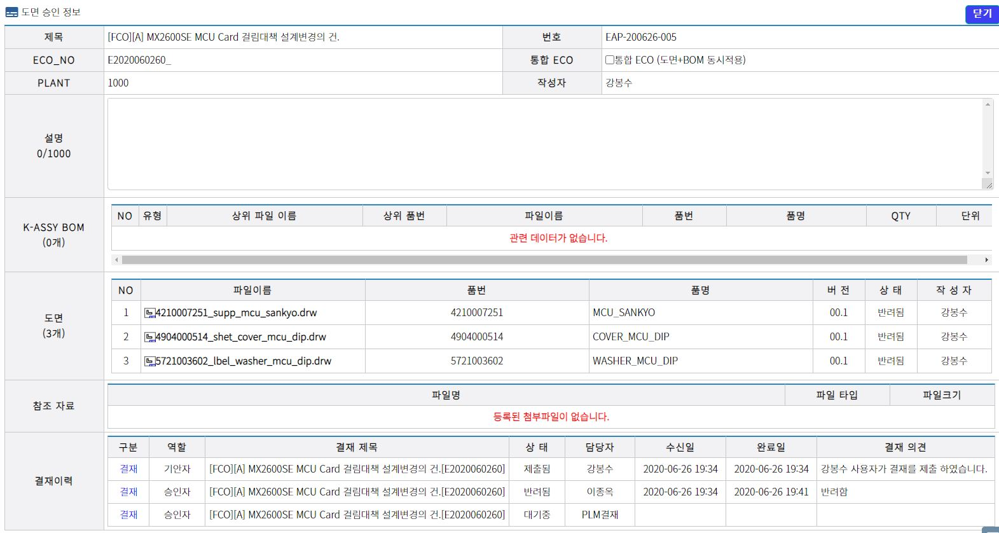 도면 승인 정보
닫기
제목 [FCO][A] MX2600SE MCU Card 걸림대책 설계변경의 건. 번호 EAP-200626-005
ECO_NO E2020060260_ 통합 ECO 통합 ECO (도면+BOM 동시적용)
PLANT 1000 작성자 강봉수
설명
0/1000
K-ASSY BOM
(0개)
NO 유형 상위 파일 이름 상위 품번 파일이름 품번 품명 QTY 단위
관련 데이터가 없습니다.
도면
(3개)
NO 파일이름 품번 품명 버 전 상 태 작 성 자
1 4210007251_supp_mcu_sankyo.drw 4210007251 MCU_SANKYO 00.1 반려됨 강봉수
2 4904000514_shet_cover_mcu_dip.drw 4904000514 COVER_MCU_DIP 00.1 반려됨 강봉수
3 5721003602_lbel_washer_mcu_dip.drw 5721003602 WASHER_MCU_DIP 00.1 반려됨 강봉수
참조 자료
파일명 파일 타입 파일크기
등록된 첨부파일이 없습니다.
결재이력
구분 역할 결재 제목 상 태 담당자 수신일 완료일 결재 의견
결재 기안자 [FCO][A] MX2600SE MCU Card 걸림대책 설계변경의 건.[E2020060260] 제출됨 강봉수 2020-06-26 19:34 2020-06-26 19:34 강봉수 사용자가 결재를 제출 하였습니다.
결재 승인자 [FCO][A] MX2600SE MCU Card 걸림대책 설계변경의 건.[E2020060260] 반려됨 이종옥 2020-06-26 19:34 2020-06-26 19:41 반려함
결재 승인자 [FCO][A] MX2600SE MCU Card 걸림대책 설계변경의 건.[E2020060260] 대기중 PLM결재